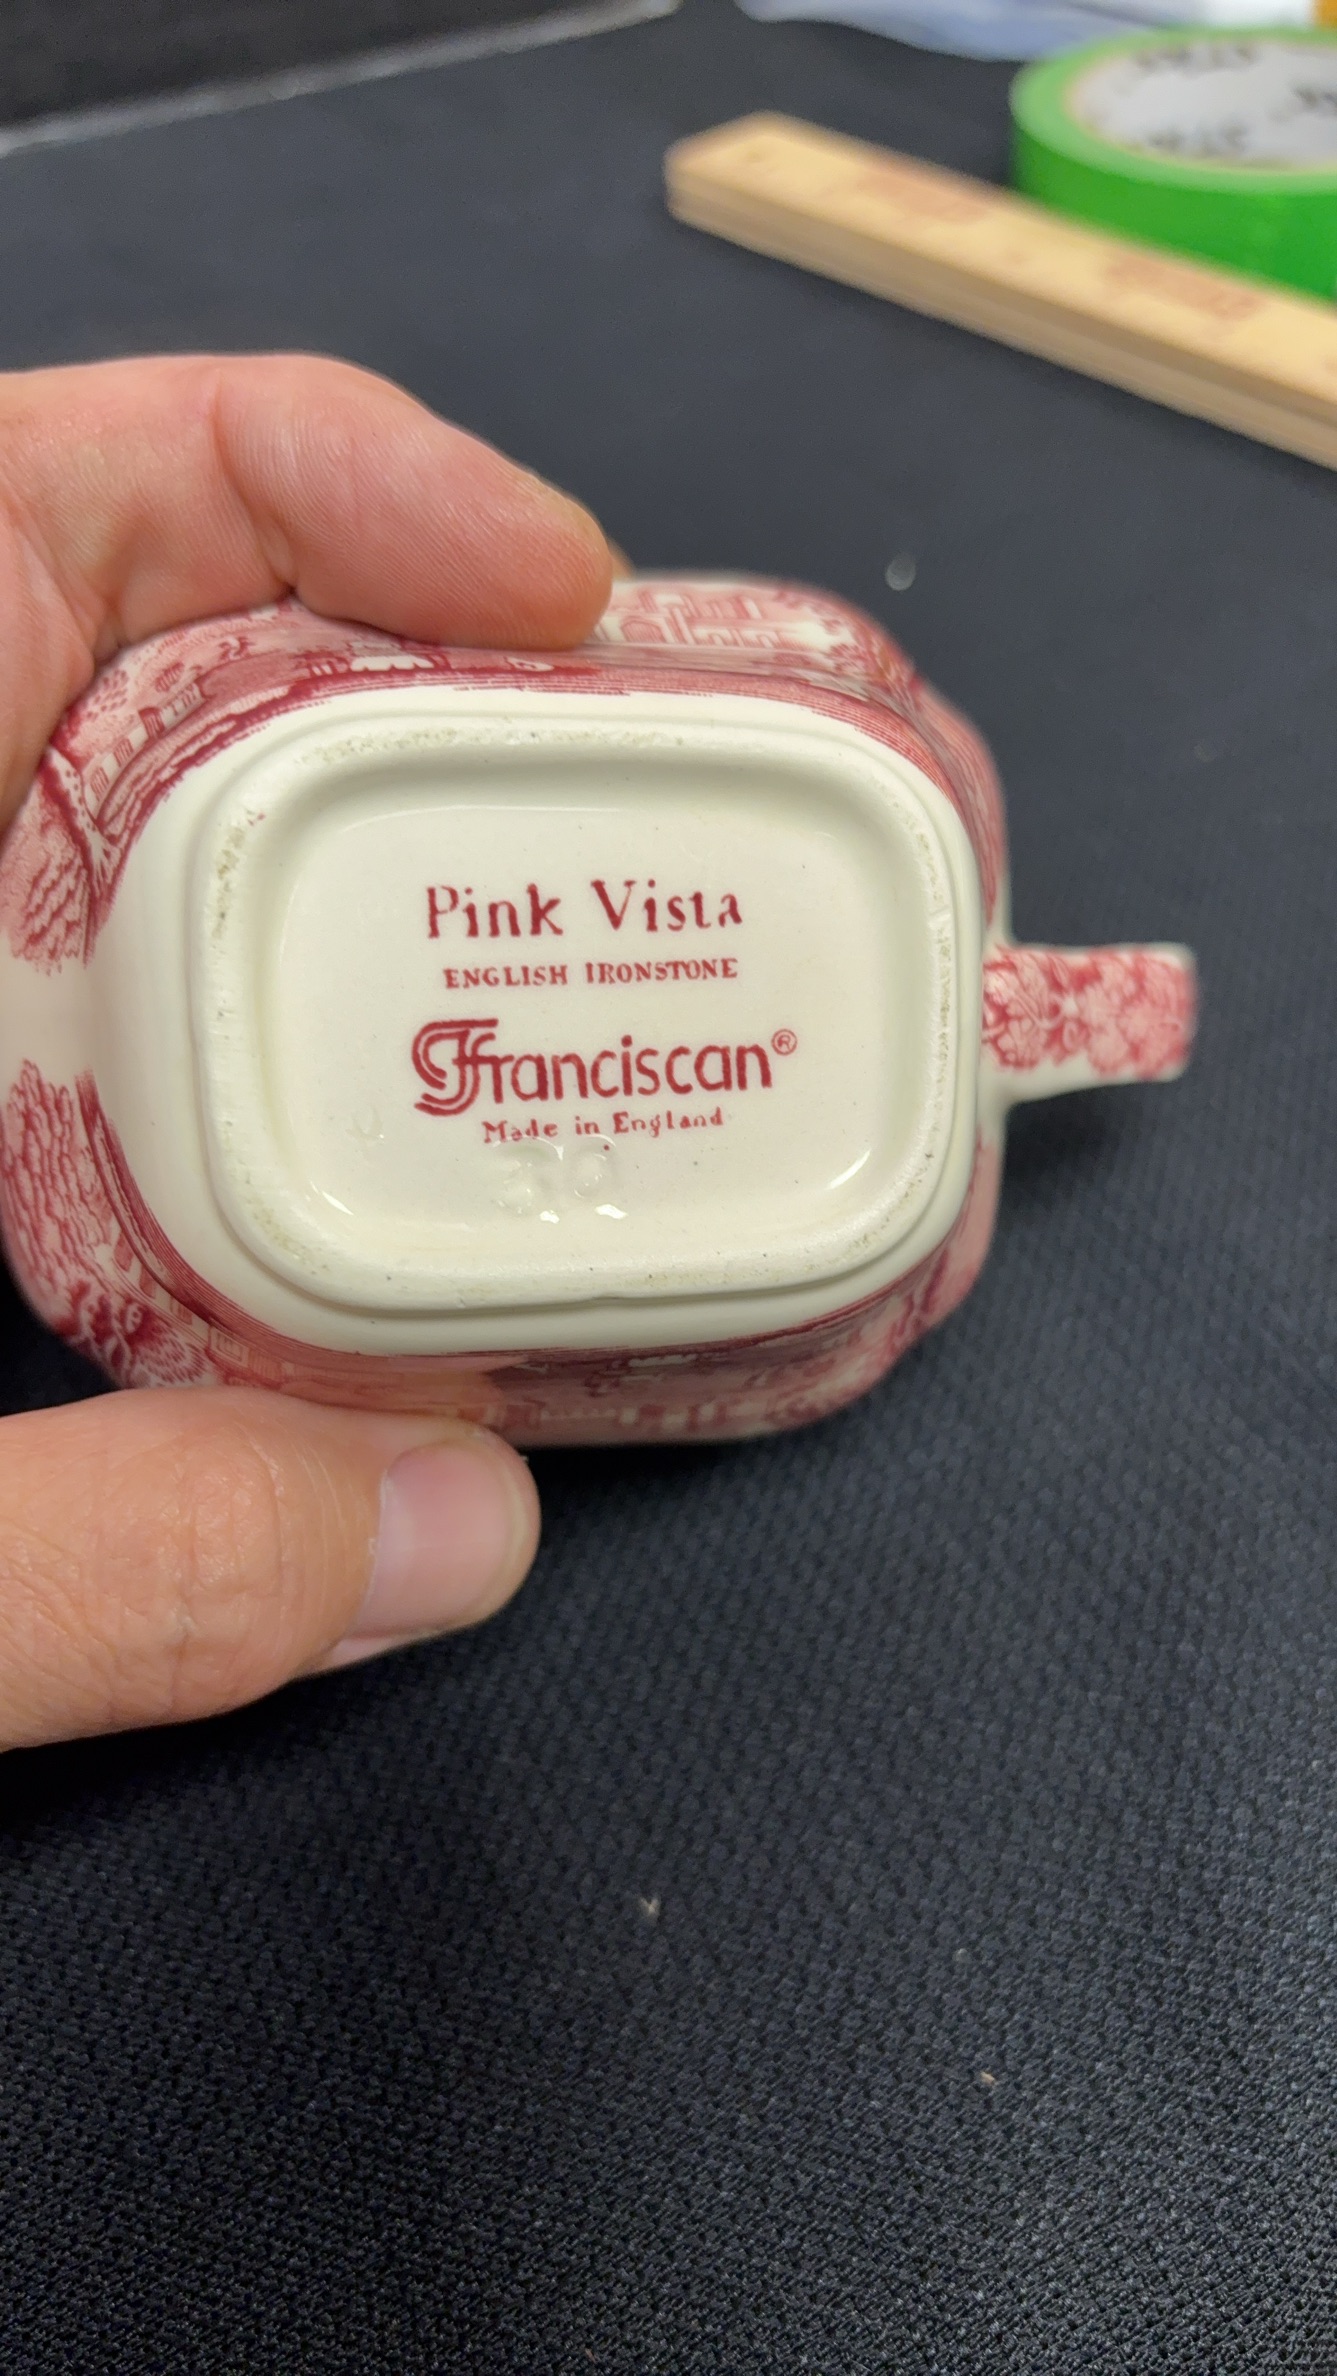 Pink Vista
ENGLISH IRONSTONE
Franciscan®
Made in England